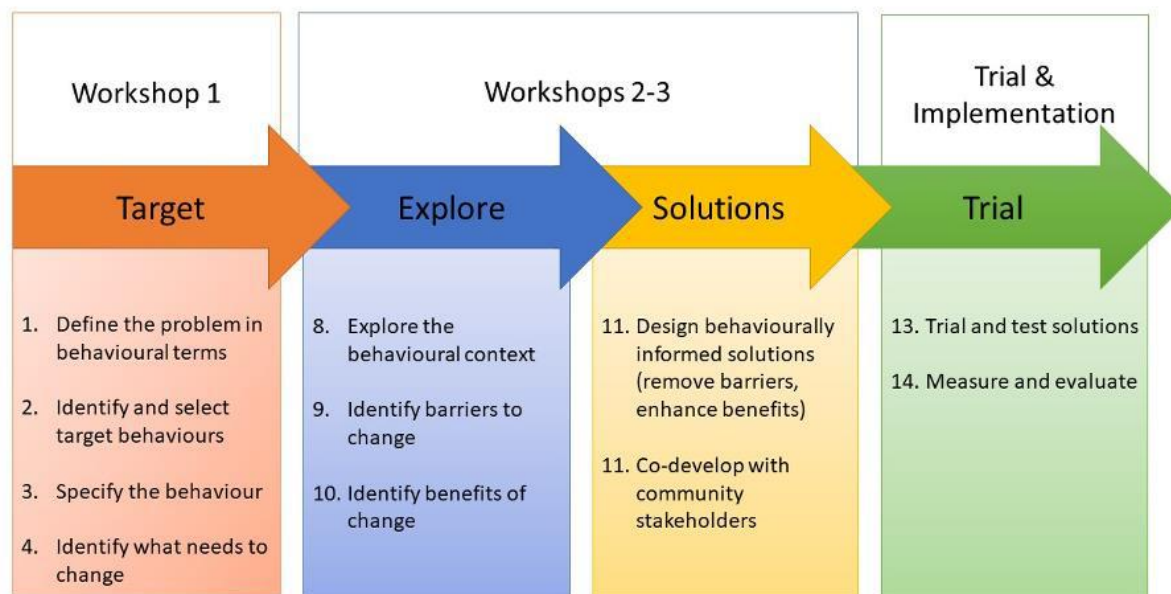 Workshop 1
Workshops 2-3
Trial &
Implementation
Target
Explore
Solutions
Trial
1. Define the problem in
behavioural terms
2. Identify and select
target behaviours
3. Specify the behaviour
4. Identify what needs to
change
8. Explore the
behavioural context
9. Identify barriers to
change
10. Identify benefits of
change
11. Design behaviourally
informed solutions
(remove barriers,
enhance benefits)
11. Co-develop with
community
stakeholders
13. Trial and test solutions
14. Measure and evaluate